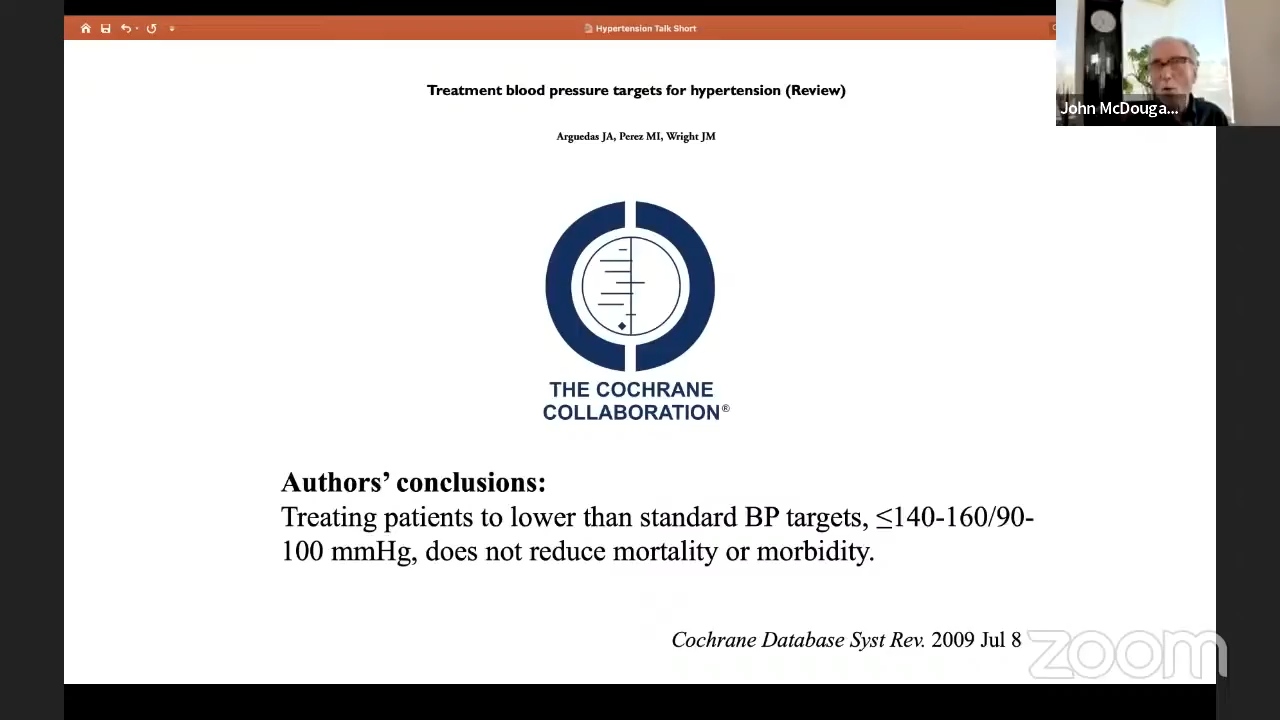 Hypertension Talk Short
Treatment blood pressure targets for hypertension (Review)
John McDouga...
Arguedas JA, Perez MI, Wright JM
THE COCHRANE
COLLABORATION®
Authors’ conclusions:
Treating patients to lower than standard BP targets, ≤140-160/90-
100 mmHg, does not reduce mortality or morbidity.
Cochrane Database Syst Rev. 2009 Jul 8
zoom